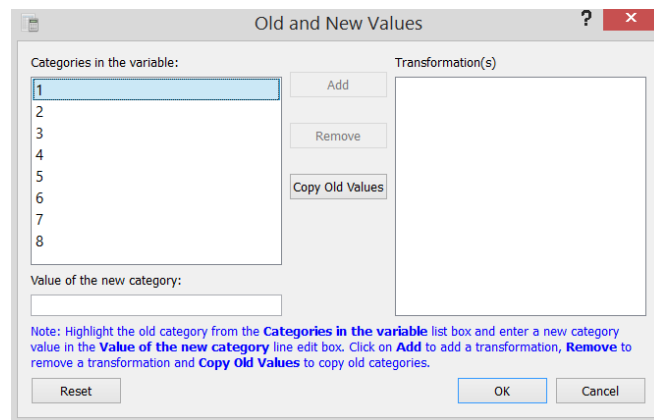 Old and New Values
?
×
Categories in the variable:
Transformation(s)
1
2
3
4
5
6
7
8
Add
Remove
Copy Old Values
Value of the new category:
Note: Highlight the old category from the Categories in the variable list box and enter a new category
value in the Value of the new category line edit box. Click on Add to add a transformation, Remove to
remove a transformation and Copy Old Values to copy old categories.
Reset
OK
Cancel